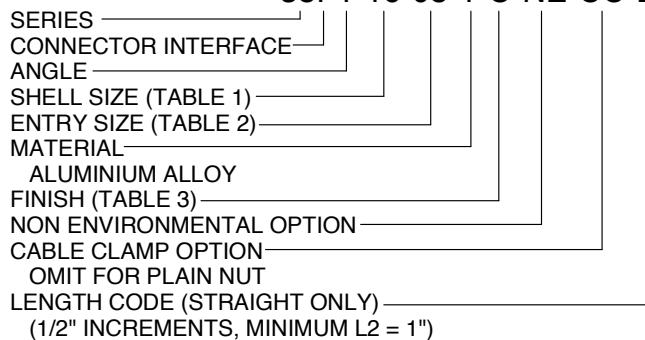 SERIES
CONNECTOR INTERFACE
ANGLE
SHELL SIZE (TABLE 1)
ENTRY SIZE (TABLE 2)
MATERIAL
ALUMINIUM ALLOY
FINISH (TABLE 3)
NON ENVIRONMENTAL OPTION
CABLE CLAMP OPTION
OMIT FOR PLAIN NUT
LENGTH CODE (STRAIGHT ONLY)
(1/2" INCREMENTS, MINIMUM L2 = 1")